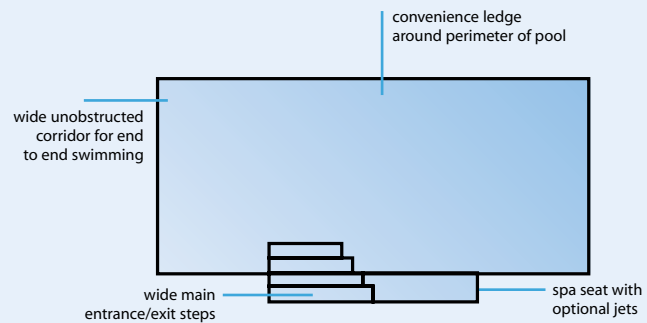 convenience ledge
around perimeter of pool
wide unobstructed
corridor for end
to end swimming
wide main
entrance/exit steps
spa seat with
optional jets